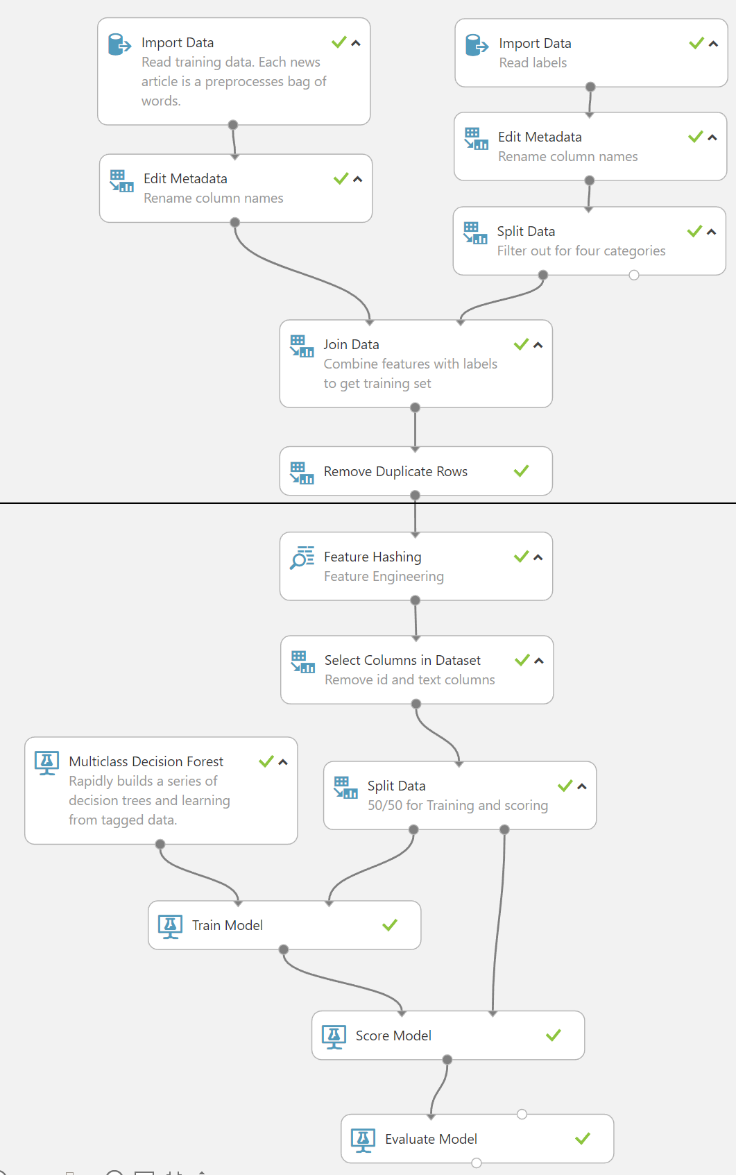 Import Data
Read training data. Each news
article is a preprocesses bag of
words.
Import Data
Read labels
Edit Metadata
Rename column names
Edit Metadata
Rename column names
Split Data
Filter out for four categories
Join Data
Combine features with labels
to get training set
Remove Duplicate Rows
Feature Hashing
Feature Engineering
Select Columns in Dataset
Remove id and text columns
Multiclass Decision Forest
Rapidly builds a series of
decision trees and learning
from tagged data.
Split Data
50/50 for Training and scoring
Train Model
Score Model
Evaluate Model